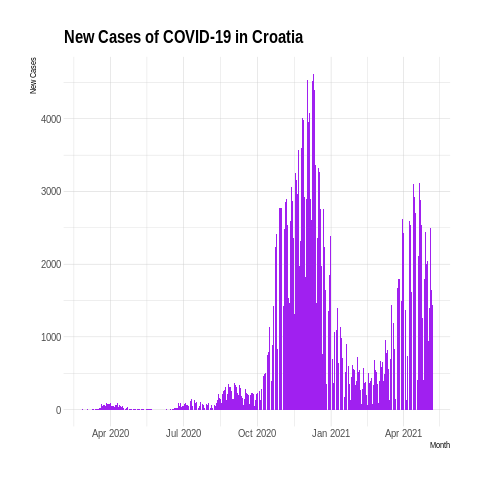 New Cases of COVID-19 in Croatia
New Cases
4000
3000
2000
1000
0
Apr 2020 Jul 2020 Oct 2020 Jan 2021 Apr 2021
Month